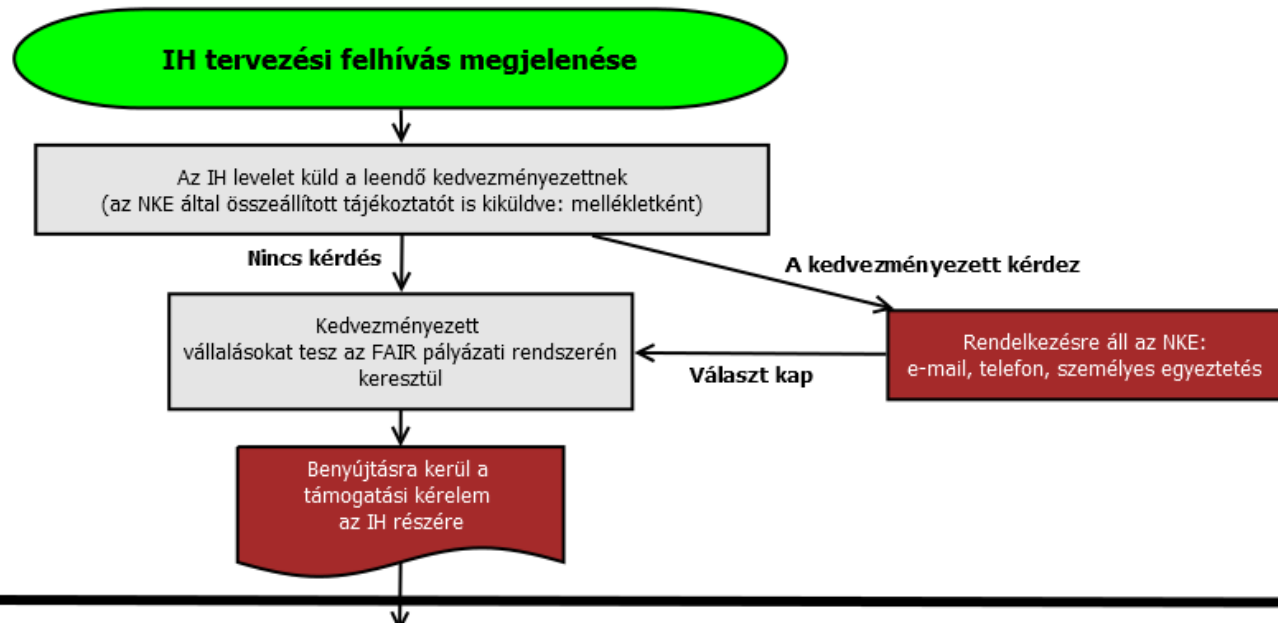 IH tervezési felhívás megjelenése
Az IH levelet küld a leendő kedvezményezettnek
(az NKE által összeállított tájékoztatót is kiküldve: mellékletként)
Nincs kérdés
A kedvezményezett kérdez
Kedvezményezett
vállalásokat tesz az FAIR pályázati rendszerén
keresztül
Rendelkezésre áll az NKE:
e-mail, telefon, személyes egyeztetés
Választ kap
Benyújtásra kerül a
támogatási kérelem
az IH részére